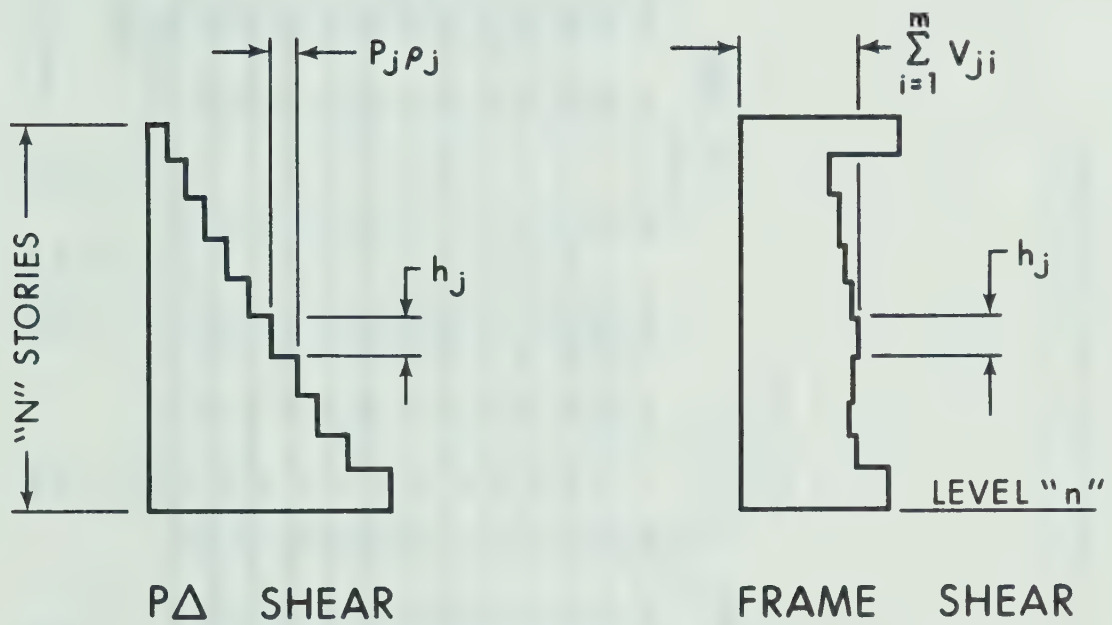 P_j ρ_j
m
Σ V_ji
i=1
h_j
h_j
"N" STORIES
LEVEL "n"
PΔ SHEAR
FRAME SHEAR